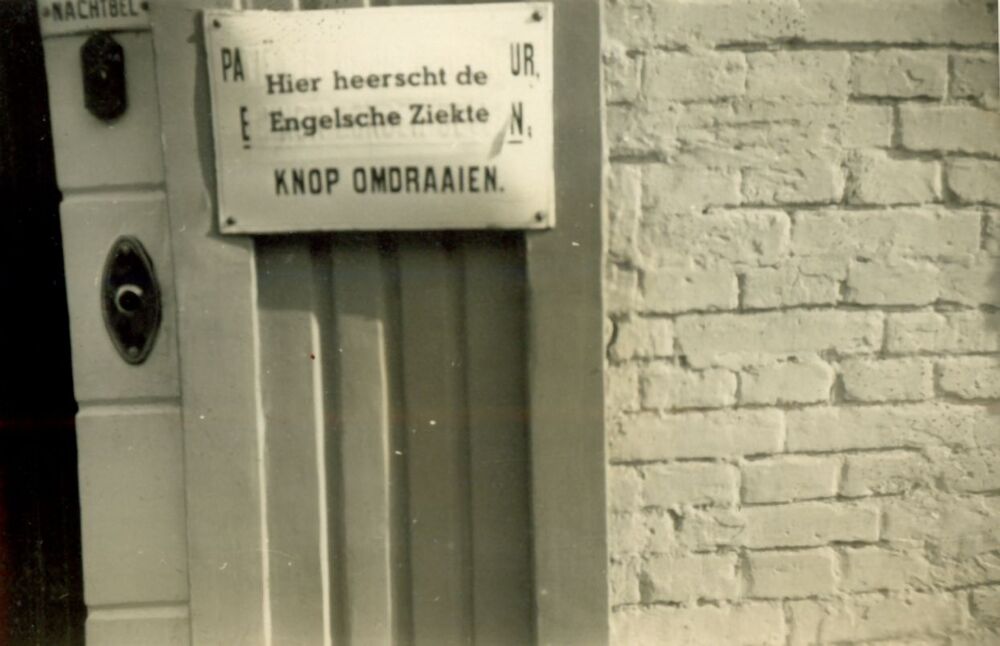 NACHTBEL
PA UR,
Hier heerscht de
E N.
Engelsche Ziekte
KNOP OMDRAAIEN.